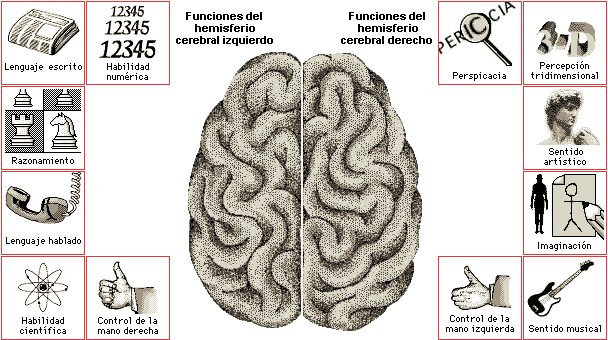 Funciones del
hemisferio
cerebral izquierdo
Funciones del
hemisferio
cerebral derecho
Lenguaje escrito
12345
12345
12345
Habilidad
numérica
Razonamiento
Lenguaje hablado
Habilidad
científica
Control de la
mano derecha
PERICICIA
Perspicacia
3-D
Percepción
tridimensional
Sentido
artístico
Imaginación
Control de la
mano izquierda
Sentido musical